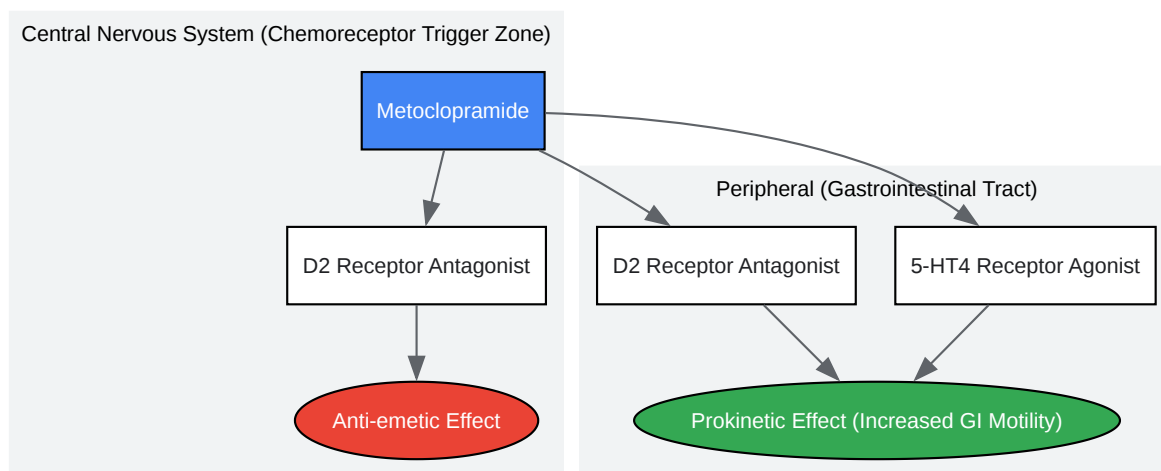 Central Nervous System (Chemoreceptor Trigger Zone)
Metoclopramide
Peripheral (Gastrointestinal Tract)
D2 Receptor Antagonist
D2 Receptor Antagonist
5-HT4 Receptor Agonist
Anti-emetic Effect
Prokinetic Effect (Increased GI Motility)